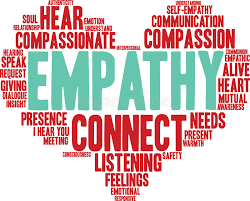 AUTHENTICITY
SOUL HEAR EMOTION
RELATIONSHIP UNDERSTAND
COMPASSIONATE
INTERPERSONAL
UNDERSTANDING
SELF-EMPATHY
COMMUNICATION
COMPASSION
HEARING
SPEAK
REQUEST
GIVING
DIALOGUE
INSIGHT
EMPATHY
COMMUNION
EMPATHIC
ALIVE
HEART
MUTUAL
AWARENESS
PRESENCE
I HEAR YOU
MEETING
CONNECT
NEEDS
PRESENT
WARMTH
CONSCIOUSNESS
LISTENING
SAFETY
FEELINGS
EMOTIONAL
RESPONSIVE